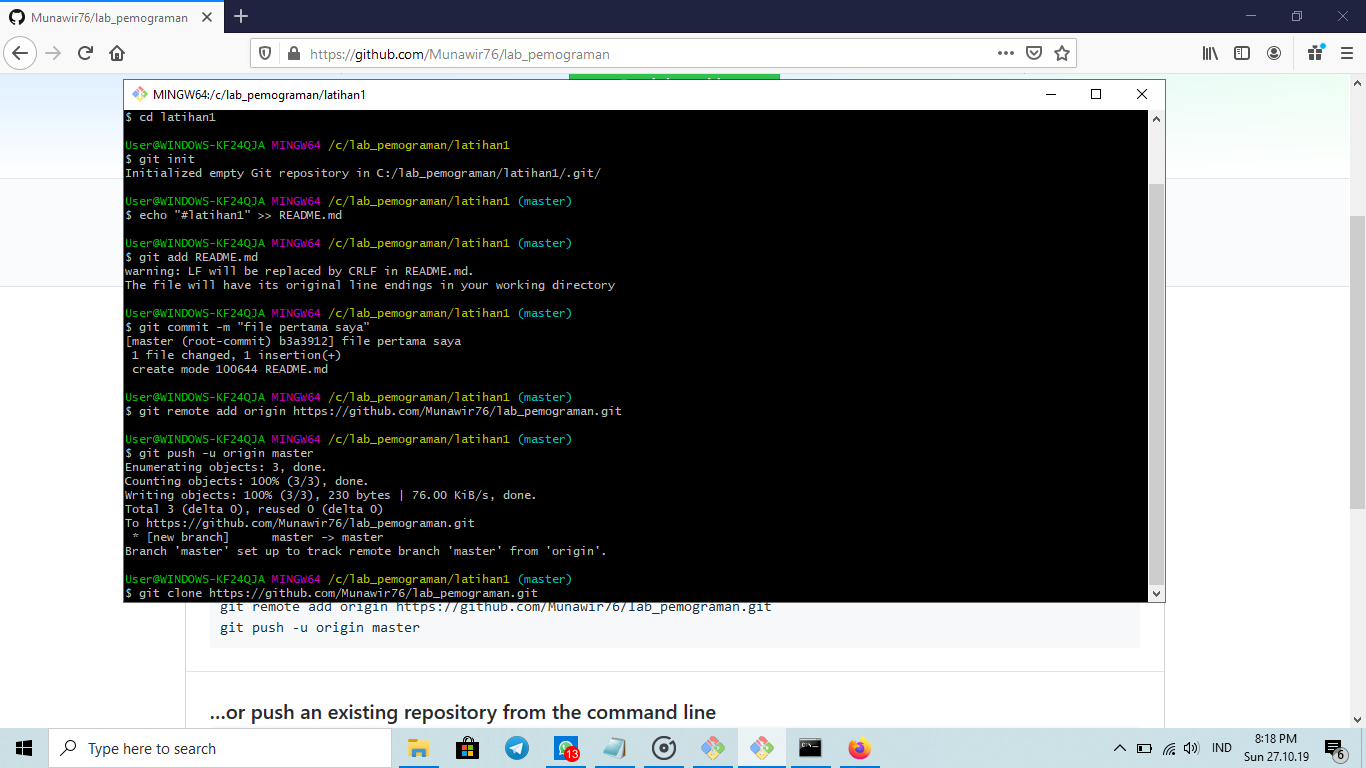 Munawir76/lab_pemograman
https://github.com/Munawir76/lab_pemograman
MINGW64:/c/lab_pemograman/latihan1
$ cd latihan1
User@WINDOWS-KF24QJA MINGW64 /c/lab_pemograman/latihan1
$ git init
Initialized empty Git repository in C:/lab_pemograman/latihan1/.git/
User@WINDOWS-KF24QJA MINGW64 /c/lab_pemograman/latihan1 (master)
$ echo "#latihan1" >> README.md
User@WINDOWS-KF24QJA MINGW64 /c/lab_pemograman/latihan1 (master)
$ git add README.md
warning: LF will be replaced by CRLF in README.md.
The file will have its original line endings in your working directory
User@WINDOWS-KF24QJA MINGW64 /c/lab_pemograman/latihan1 (master)
$ git commit -m "file pertama saya"
[master (root-commit) b3a3912] file pertama saya
1 file changed, 1 insertion(+)
create mode 100644 README.md
User@WINDOWS-KF24QJA MINGW64 /c/lab_pemograman/latihan1 (master)
$ git remote add origin https://github.com/Munawir76/lab_pemograman.git
User@WINDOWS-KF24QJA MINGW64 /c/lab_pemograman/latihan1 (master)
$ git push -u origin master
Enumerating objects: 3, done.
Counting objects: 100% (3/3), done.
Writing objects: 100% (3/3), 230 bytes | 76.00 KiB/s, done.
Total 3 (delta 0), reused 0 (delta 0)
To https://github.com/Munawir76/lab_pemograman.git
* [new branch]      master -> master
Branch 'master' set up to track remote branch 'master' from 'origin'.
User@WINDOWS-KF24QJA MINGW64 /c/lab_pemograman/latihan1 (master)
$ git clone https://github.com/Munawir76/lab_pemograman.git
git remote add origin https://github.com/Munawir76/lab_pemograman.git
git push -u origin master
…or push an existing repository from the command line
Type here to search
13
IND
8:18 PM
Sun 27.10.19
6